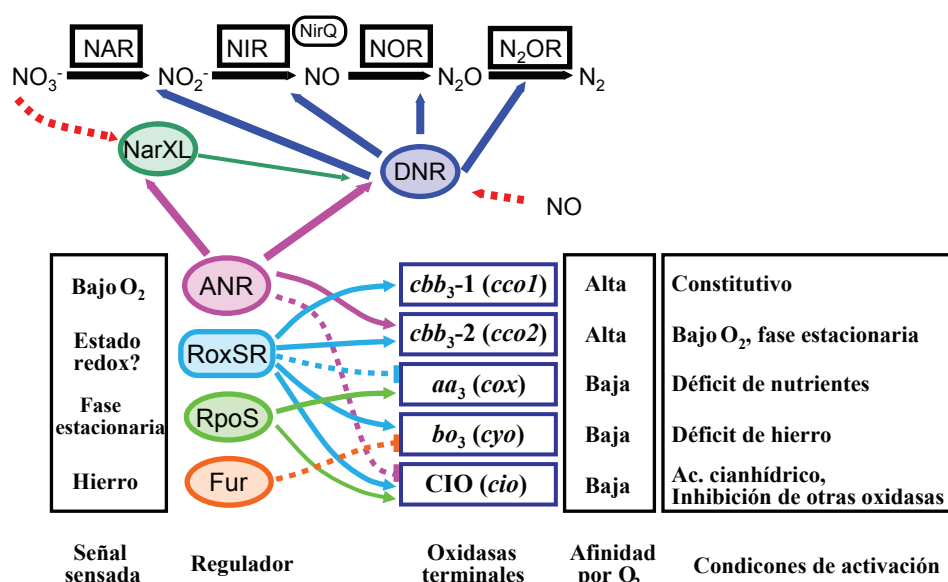 NirQ
NAR NIR NOR N₂OR
NO₃⁻ NO₂⁻ NO N₂O N₂
NarXL
DNR
NO
Bajo O₂ ANR cbb₃-1 (cco1) Alta Constitutivo
cbb₃-2 (cco2) Alta Bajo O₂, fase estacionaria
Estado
redox?
RoxSR
aa₃ (cox) Baja Déficit de nutrientes
Fase
estacionaria
RpoS
bo₃ (cyo) Baja Déficit de hierro
Hierro Fur CIO (cio) Baja
Ac. cianhídrico,
Inhibición de otras oxidasas
Señal
sensada
Regulador
Oxidasas
terminales
Afinidad
por O₂
Condicones de activación